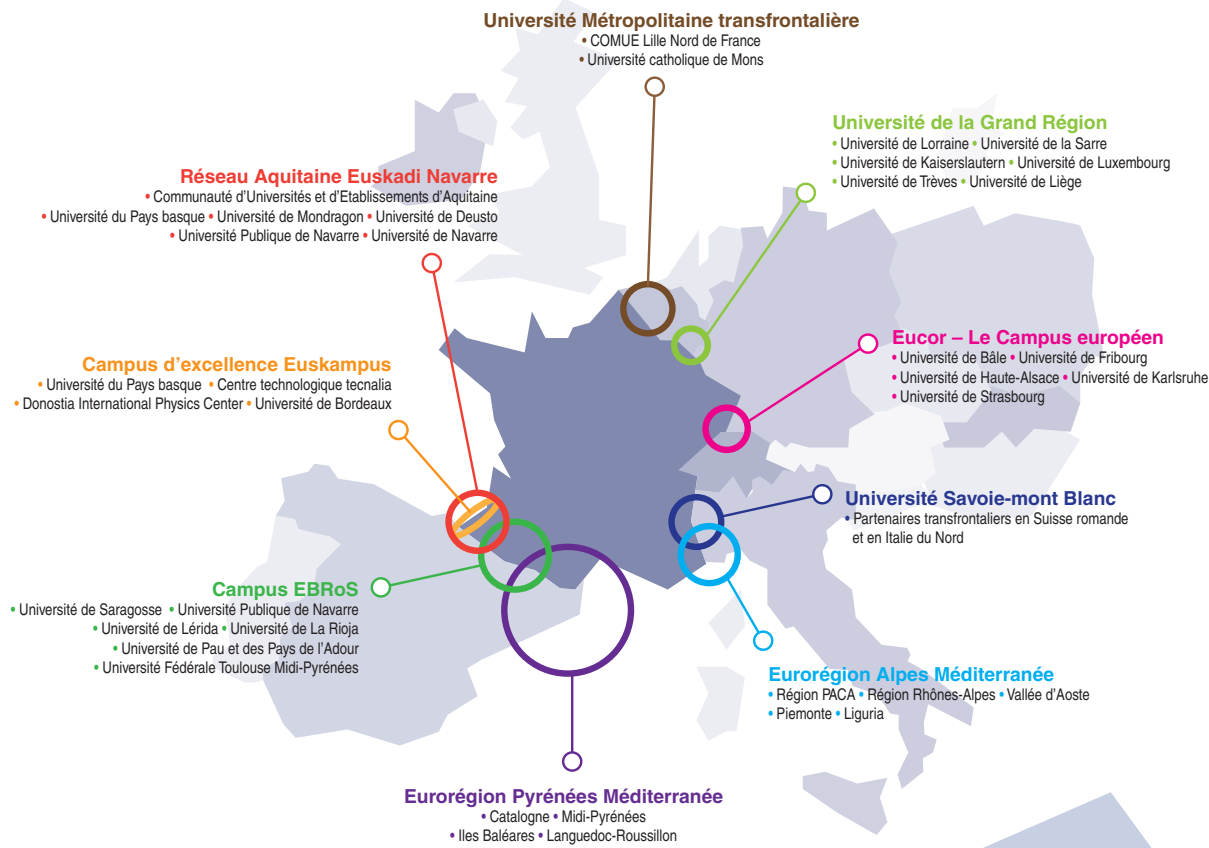 Université Métropolitaine transfrontalière
• COMUE Lille Nord de France
• Université catholique de Mons
Université de la Grand Région
• Université de Lorraine • Université de la Sarre
• Université de Kaiserslautern • Université de Luxembourg
• Université de Trèves • Université de Liège
Réseau Aquitaine Euskadi Navarre
• Communauté d'Universités et d'Etablissements d'Aquitaine
• Université du Pays basque • Université de Mondragon • Université de Deusto
• Université Publique de Navarre • Université de Navarre
Eucor – Le Campus européen
• Université de Bâle • Université de Fribourg
• Université de Haute-Alsace • Université de Karlsruhe
• Université de Strasbourg
Campus d'excellence Euskampus
• Université du Pays basque • Centre technologique tecnalia
• Donostia International Physics Center • Université de Bordeaux
Université Savoie-mont Blanc
• Partenaires transfrontaliers en Suisse romande
et en Italie du Nord
Campus EBRoS
• Université de Saragosse • Université Publique de Navarre
• Université de Lérida • Université de La Rioja
• Université de Pau et des Pays de l'Adour
• Université Fédérale Toulouse Midi-Pyrénées
Eurorégion Alpes Méditerranée
• Région PACA • Région Rhônes-Alpes • Vallée d'Aoste
• Piemonte • Liguria
Eurorégion Pyrénées Méditerranée
• Catalogne • Midi-Pyrénées
• Iles Baléares • Languedoc-Roussillon